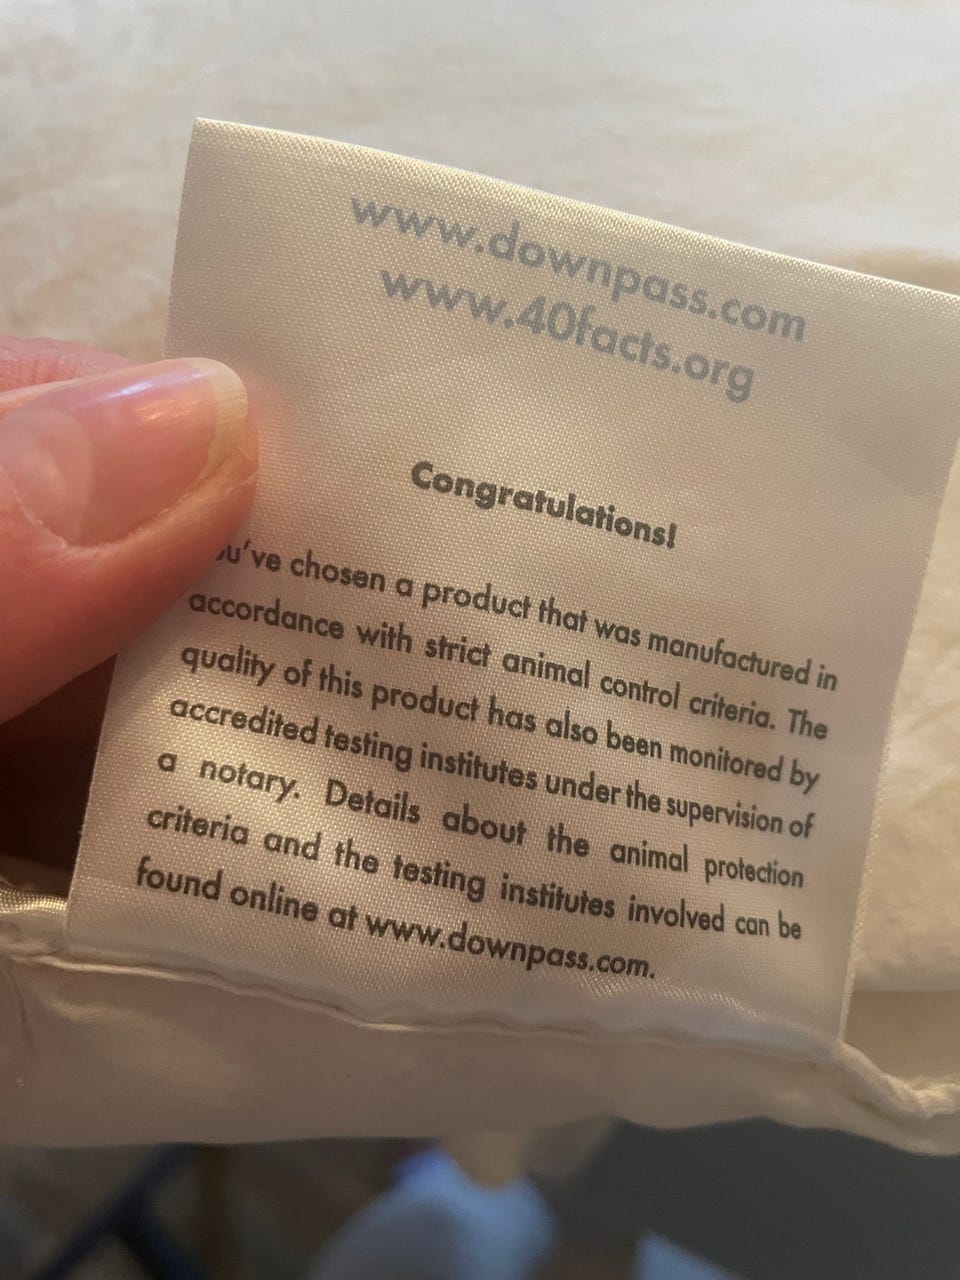 www.downpass.com
www.40facts.org
Congratulations!
chosen a product that was manufactured in
accordance with strict animal control criteria. The
quality of this product has also been monitored by
accredited testing institutes under the supervision of
a notary. Details about the animal protection
criteria and the testing institutes involved can be
found online at www.downpass.com.